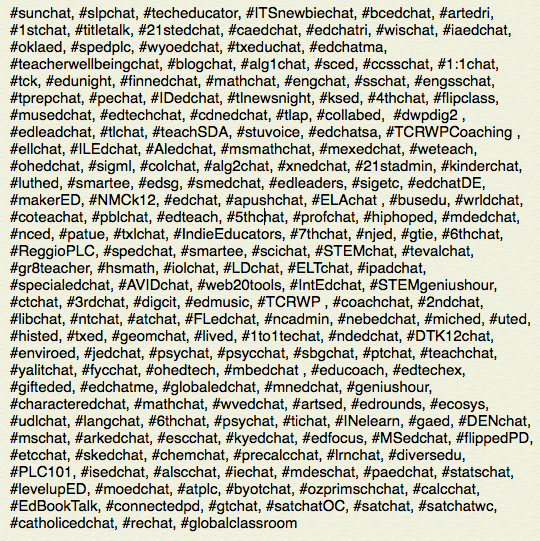 #sunchat, #slpchat, #techeducator, #ITSnewbiechat, #bcedchat, #artedri,
#1stchat, #titletalk, #21stedchat, #caedchat, #edchatri, #wischat, #iaedchat,
#oklaed, #spedplc, #wyoedchat, #txeduchat, #edchatma,
#teacherwellbeingchat, #blogchat, #alg1chat, #sced, #ccsschat, #1:1chat,
#tck, #edunight, #finnedchat, #mathchat, #engchat, #sschat, #engsschat,
#tprepchat, #pechat, #IDedchat, #tlnewsnight, #ksed, #4thchat, #flipclass,
#musedchat, #edtechchat, #cdnedchat, #tlap, #collabed,  #dwpdig2 ,
#edleadchat, #tlchat, #teachSDA, #stuvoice, #edchatsa, #TCRWPCoaching ,
#ellchat, #ILEdchat, #Aledchat, #msmathchat, #mexedchat, #weteach,
#ohedchat, #sigml, #colchat, #alg2chat, #xnedchat, #21stadmin, #kinderchat,
#luthed, #smartee, #edsg, #smedchat, #edleaders, #sigetc, #edchatDE,
#makerED, #NMCk12, #edchat, #apushchat, #ELAchat , #busedu, #wrldchat,
#coteachat, #pblchat, #edteach, #5thchat, #profchat, #hiphoped, #mdedchat,
#nced, #patue, #txlchat, #IndieEducators, #7thchat, #njed, #gtie, #6thchat,
#ReggioPLC, #spedchat, #smartee, #scichat, #STEMchat, #tevalchat,
#gr8teacher, #hsmath, #iolchat, #LDchat, #ELTchat, #ipadchat,
#specialedchat, #AVIDchat, #web20tools, #IntEdchat, #STEMgeniushour,
#ctchat, #3rdchat, #digcit, #edmusic, #TCRWP , #coachchat, #2ndchat,
#libchat, #ntchat, #atchat, #FLedchat, #ncadmin, #nebedchat, #miched, #uted,
#histed, #txed, #geomchat, #lived, #1to1techat, #ndedchat, #DTK12chat,
#enviroed, #jedchat, #psychat, #psycchat, #sbgchat, #ptchat, #teachchat,
#yalitchat, #fycchat, #ohedtech, #mbedchat , #educoach, #edtechex,
#gifteded, #edchatme, #globaledchat, #mnedchat, #geniushour,
#characteredchat, #mathchat, #wvedchat, #artsed, #edrounds, #ecosys,
#udlchat, #langchat, #6thchat, #psychat, #tichat, #INelearn, #gaed, #DENchat,
#mschat, #arkedchat, #escchat, #kyedchat, #edfocus, #MSedchat, #flippedPD,
#etcchat, #skedchat, #chemchat, #precalcchat, #lrnchat, #diversedu,
#PLC101, #isedchat, #alscchat, #iechat, #mdeschat, #paedchat, #statschat,
#levelupED, #moedchat, #atplc, #byotchat, #ozprimschchat, #calcchat,
#EdBookTalk, #connectedpd, #gtchat, #satchatOC, #satchat, #satchatwc,
#catholicedchat, #rechat, #globalclassroom